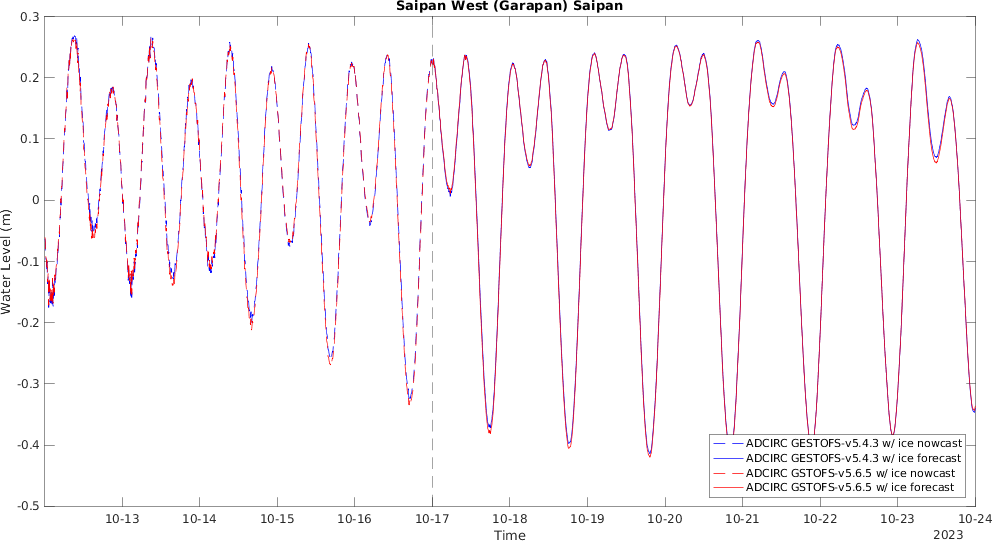 Saipan West (Garapan) Saipan
0.3
0.2
0.1
0
-0.1
-0.2
-0.3
-0.4
-0.5
Water Level (m)
ADCIRC GESTOFS-v5.4.3 w/ ice nowcast
ADCIRC GESTOFS-v5.4.3 w/ ice forecast
ADCIRC GSTOFS-v5.6.5 w/ ice nowcast
ADCIRC GSTOFS-v5.6.5 w/ ice forecast
10-13 10-14 10-15 10-16 10-17 10-18 10-19 10-20 10-21 10-22 10-23 10-24
Time
2023